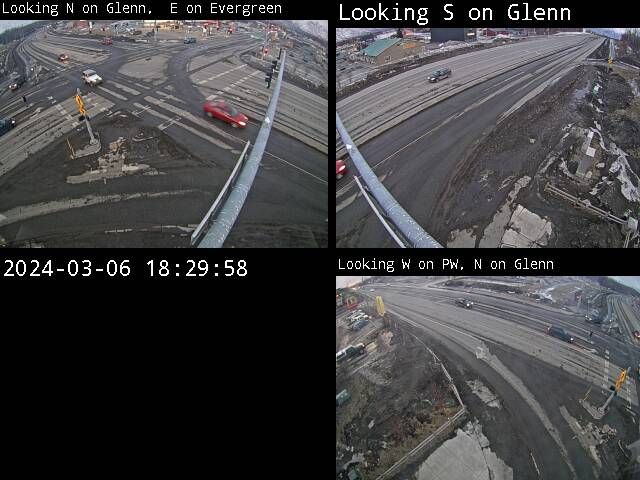 Looking N on Glenn,  E on Evergreen
Looking S on Glenn
2024-03-06 18:29:58
Looking W on PW, N on Glenn